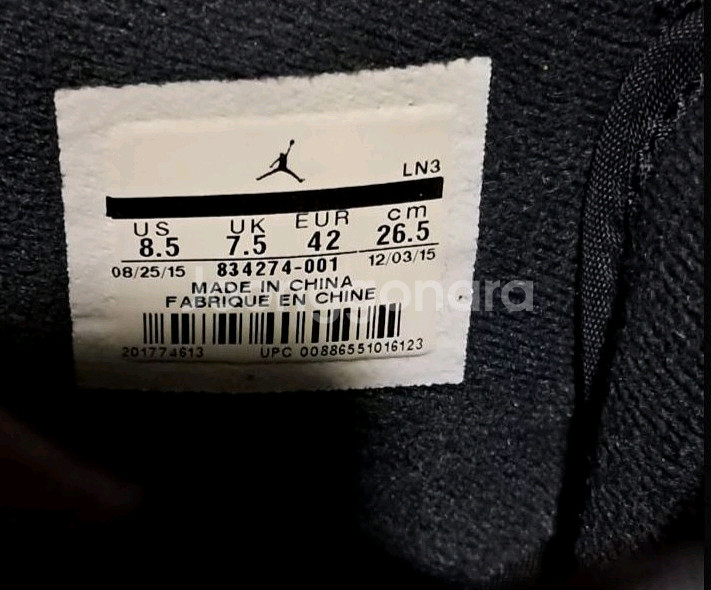 LN3
US UK EUR cm
8.5 7.5 42 26.5
08/25/15 834274-001 12/03/15
MADE IN CHINA
FABRIQUE EN CHINE
201774613 UPC 00886551016123